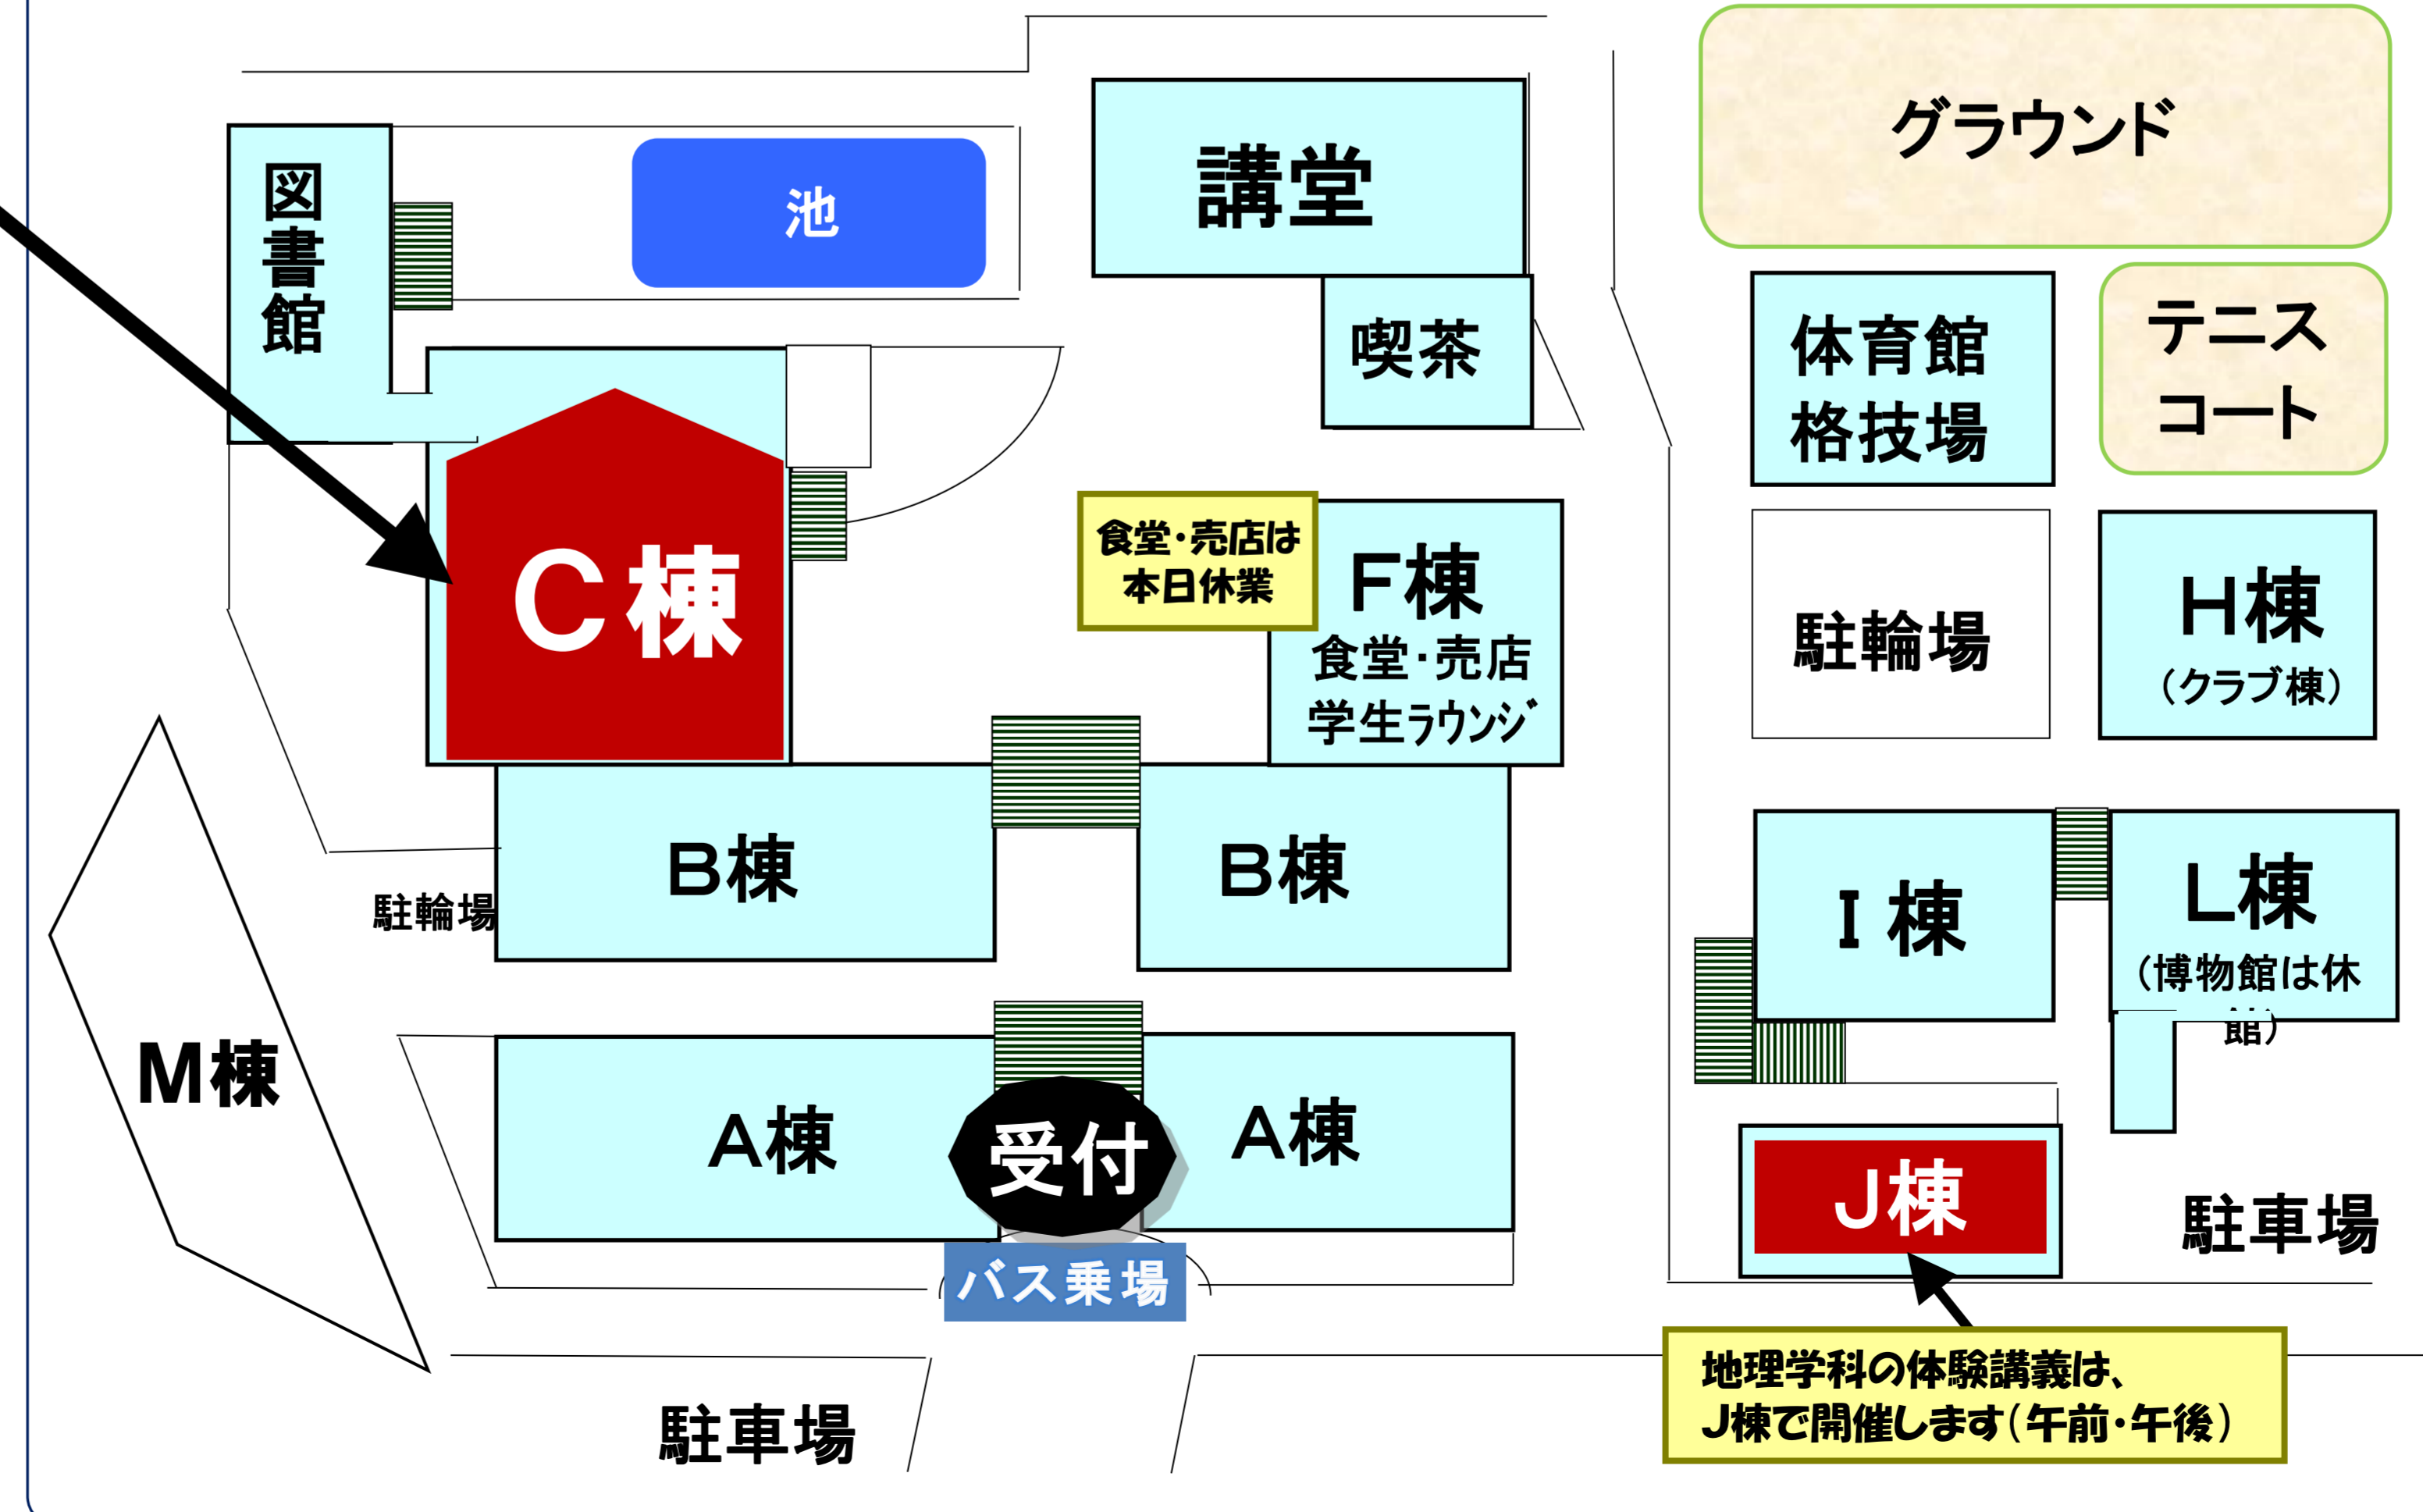 グラウンド
講堂
図書館
池
喫茶
体育館
格技場
テニス
コート
C棟
食堂・売店は
本日休業
F棟
食堂・売店
学生ﾗｳﾝｼﾞ
駐輪場
H棟
（クラブ棟）
B棟
B棟
駐輪場
I 棟
L棟
（博物館は休
館）
M棟
A棟
受付
A棟
J棟
駐車場
バス乗場
地理学科の体験講義は、
J棟で開催します（午前・午後）
駐車場